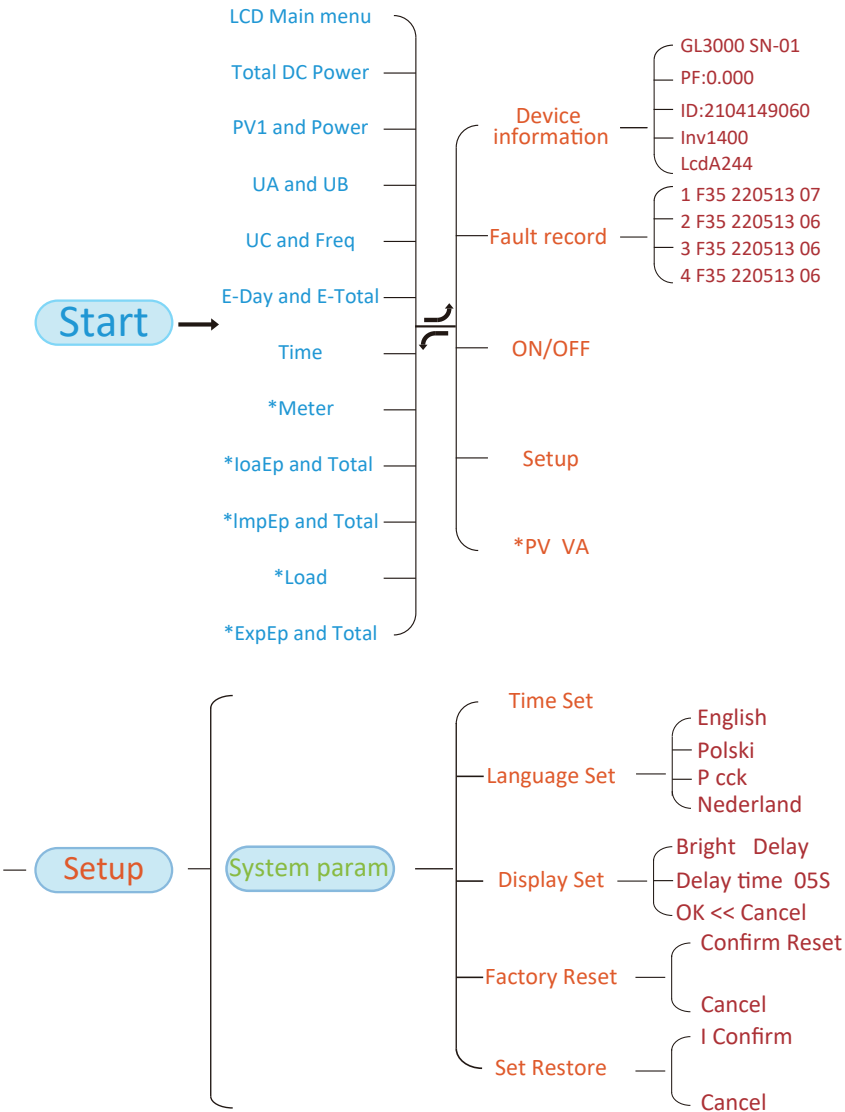 LCD Main menu
Total DC Power
PV1 and Power
UA and UB
UC and Freq
E-Day and E-Total
Start
Time
*Meter
*IoaEp and Total
*lmpEp and Total
*Load
*ExpEp and Total
Device
information
GL3000 SN-01
PF:0.000
ID:2104149060
Inv1400
LcdA244
Fault record
1 F35 220513 07
2 F35 220513 06
3 F35 220513 06
4 F35 220513 06
ON/OFF
Setup
*PV VA
Setup
System param
Time Set
Language Set
English
Polski
P cck
Nederland
Display Set
Bright Delay
Delay time 05S
OK << Cancel
Factory Reset
Confirm Reset
Cancel
Set Restore
I Confirm
Cancel